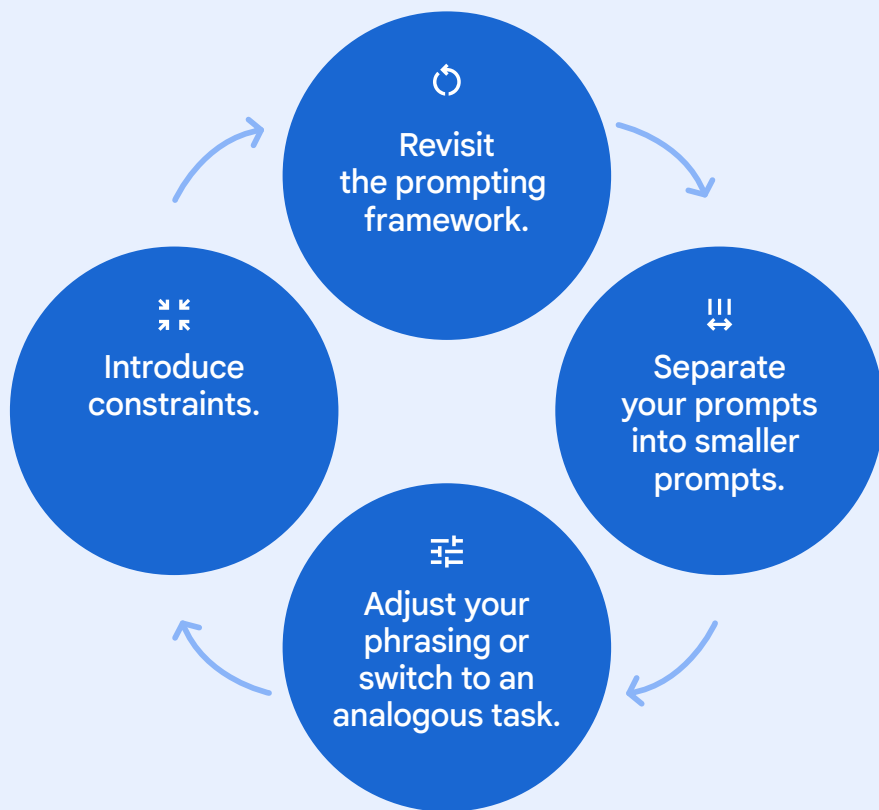 Revisit
the prompting
framework.
Separate
your prompts
into smaller
prompts.
Adjust your
phrasing or
switch to an
analogous task.
Introduce
constraints.